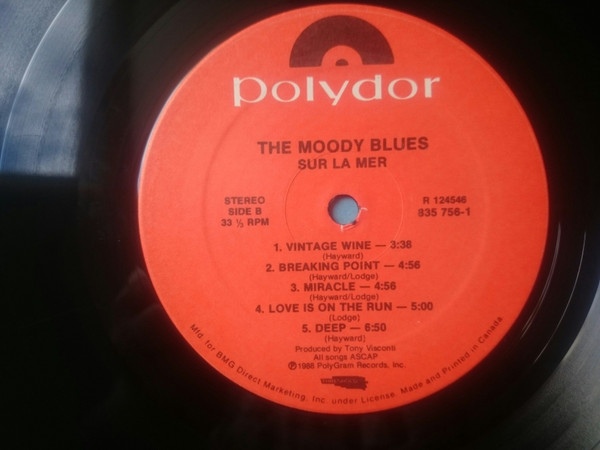 polydor
THE MOODY BLUES
SUR LA MER
STEREO
SIDE B
33 ⅓ RPM
R 124546
835 756-1
1. VINTAGE WINE — 3:38
(Hayward)
2. BREAKING POINT — 4:56
(Hayward/Lodge)
3. MIRACLE — 4:56
(Hayward/Lodge)
4. LOVE IS ON THE RUN — 5:00
(Lodge)
5. DEEP — 6:50
(Hayward)
Produced by Tony Visconti
All songs ASCAP
℗1988 PolyGram Records, Inc.
Mfd. for BMG Direct Marketing, Inc. under License. Made and Printed in Canada.